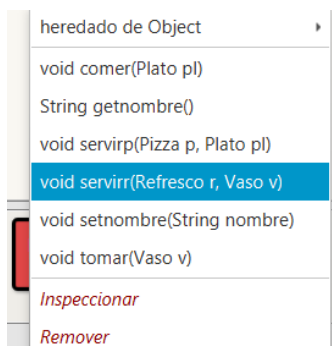 heredado de Object
void comer(Plato pl)
String getnombre()
void servirp(Pizza p, Plato pl)
void servirr(Refresco r, Vaso v)
void setnombre(String nombre)
void tomar(Vaso v)
Inspeccionar
Remover